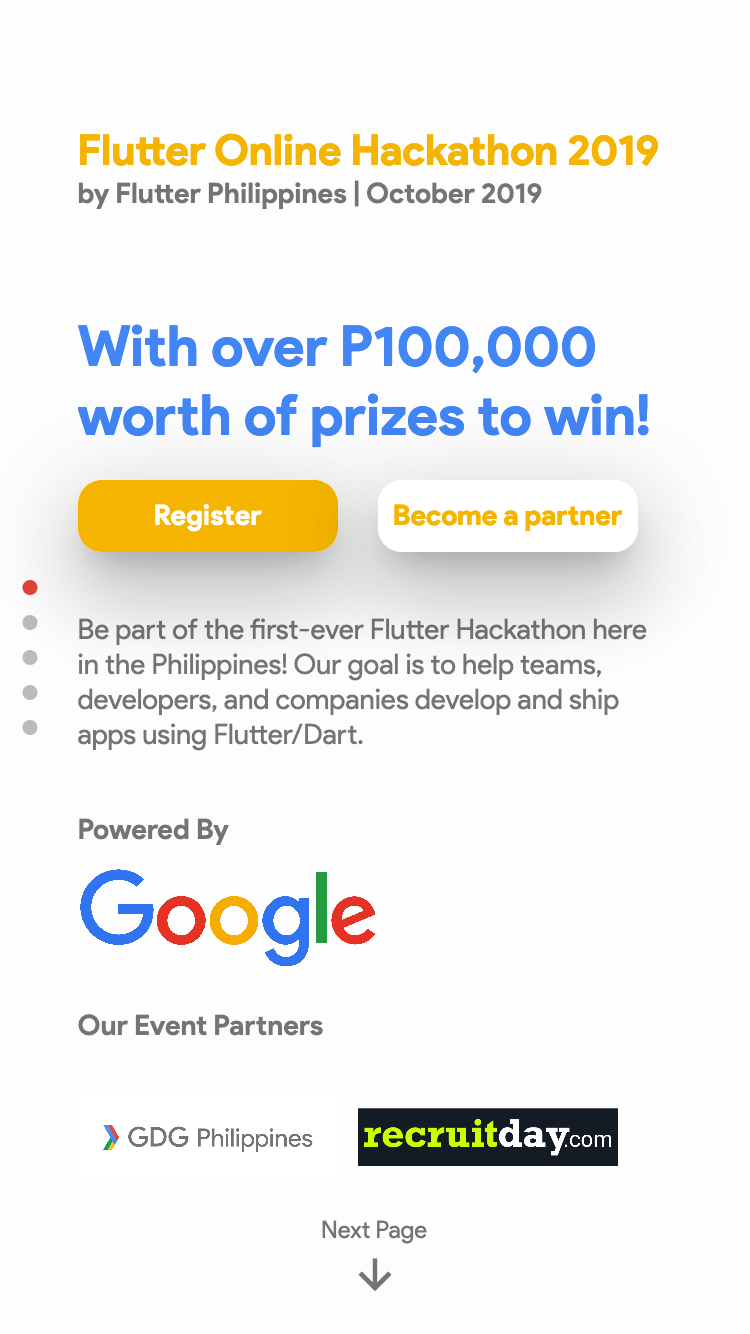 Flutter Online Hackathon 2019
by Flutter Philippines | October 2019
With over P100,000
worth of prizes to win!
Register
Become a partner
Be part of the first-ever Flutter Hackathon here
in the Philippines! Our goal is to help teams,
developers, and companies develop and ship
apps using Flutter/Dart.
Powered By
Google
Our Event Partners
GDG Philippines
recruitday.com
Next Page